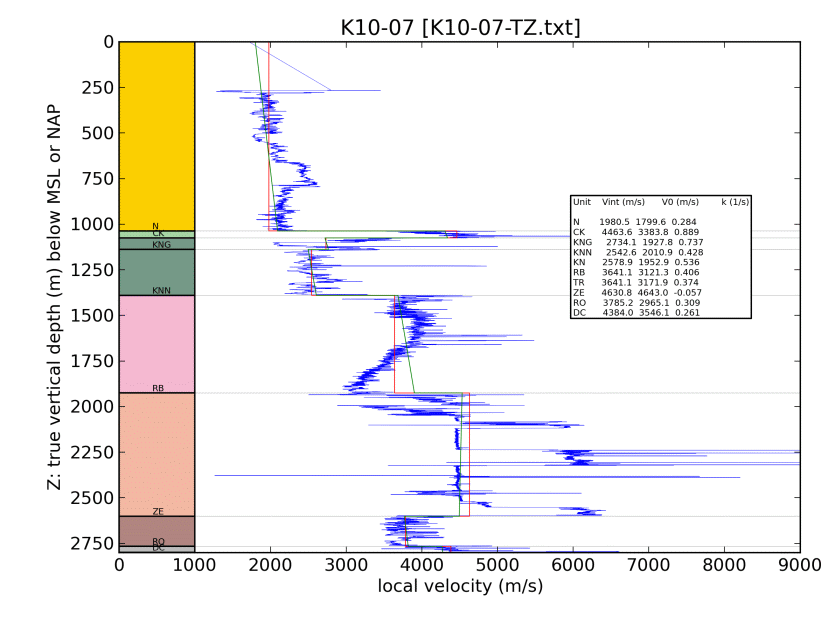 K10-07 [K10-07-TZ.txt]
Z: true vertical depth (m) below MSL or NAP
0
250
500
750
1000
1250
1500
1750
2000
2250
2500
2750
N
CK
KNG
KNN
RB
ZE
RO
DC
Unit Vint (m/s) V0 (m/s) k (1/s)
N 1980.5 1799.6 0.284
CK 4463.6 3383.8 0.889
KNG 2734.1 1927.8 0.737
KNN 2542.6 2010.9 0.428
KN 2578.9 1952.9 0.536
RB 3641.1 3121.3 0.406
TR 3641.1 3171.9 0.374
ZE 4630.8 4643.0 -0.057
RO 3785.2 2965.1 0.309
DC 4384.0 3546.1 0.261
0 1000 2000 3000 4000 5000 6000 7000 8000 9000
local velocity (m/s)